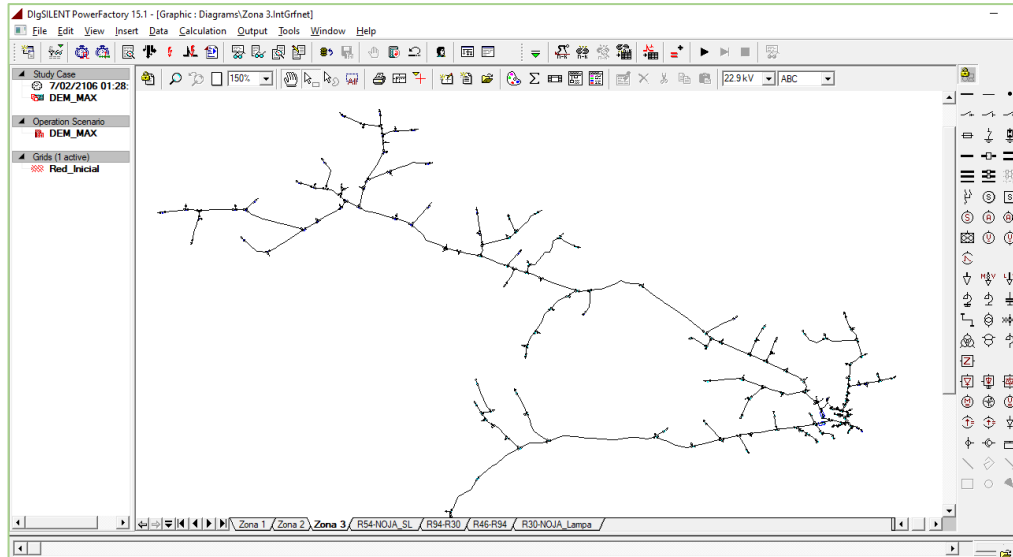 DIgSILENT PowerFactory 15.1 - [Graphic : Diagrams\Zona 3.IntGrfnet]
File Edit View Insert Data Calculation Output Tools Window Help
150% 22.9 kV ABC
Study Case
7/02/2106 01:28:
DEM_MAX
Operation Scenario
DEM_MAX
Grids (1 active)
Red_Inicial
Zona 1 Zona 2 Zona 3 R54-NOJA_SL R94-R30 R46-R94 R30-NOJA_Lampa